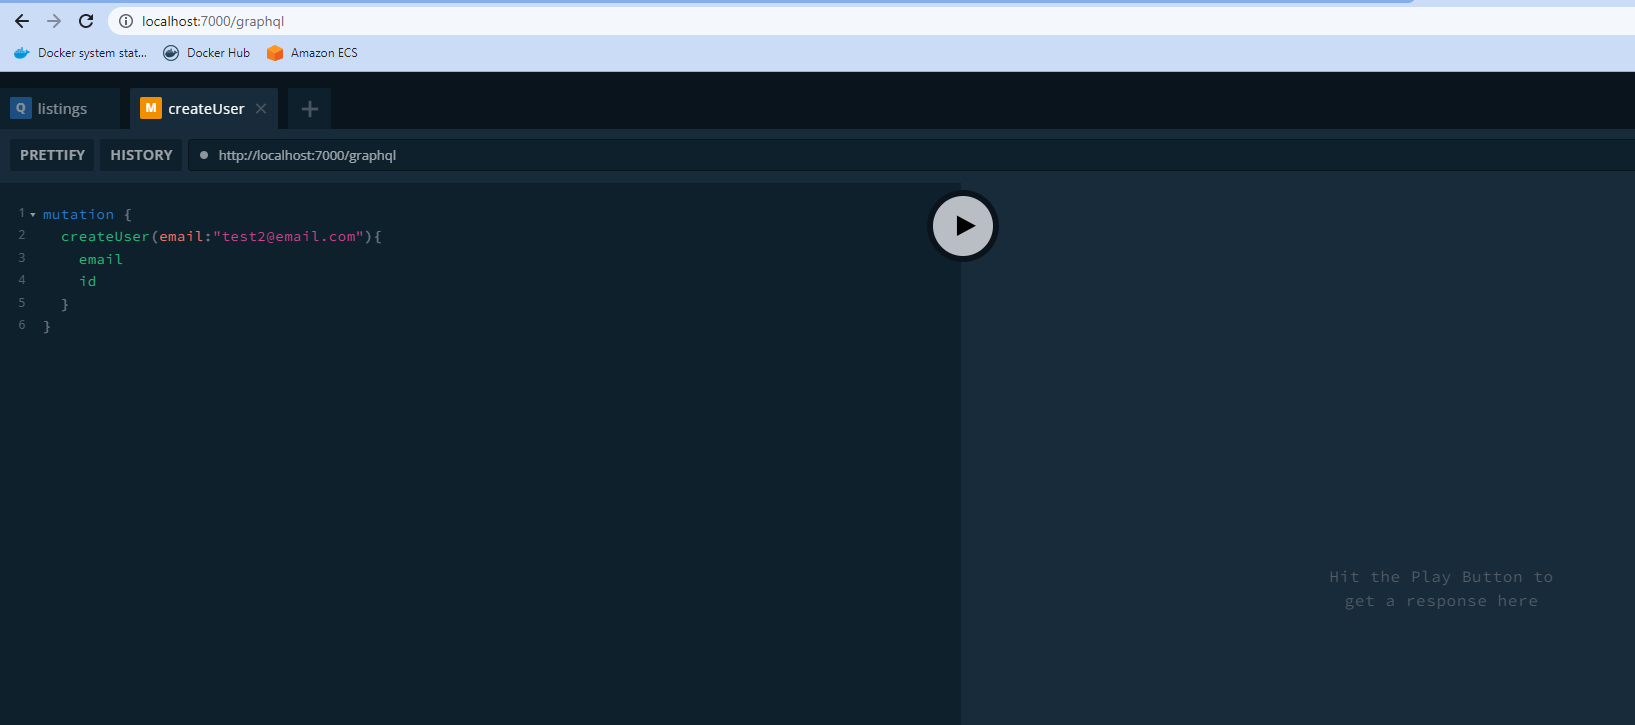 localhost:7000/graphql
Docker system stat... Docker Hub Amazon ECS
Q listings M createUser
PRETTIFY HISTORY http://localhost:7000/graphql
1 mutation {
2 createUser(email:"test2@email.com"){
3 email
4 id
5 }
6 }
Hit the Play Button to
get a response here